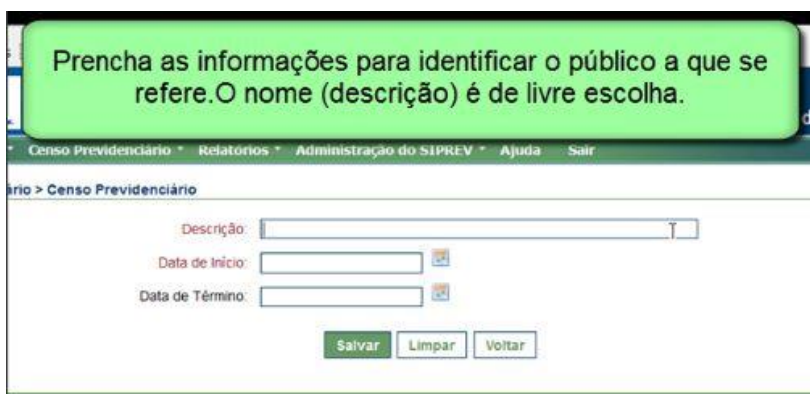 Prencha as informações para identificar o público a que se
refere.O nome (descrição) é de livre escolha.
Censo Previdenciário Relatórios Administração do SIPREV Ajuda Sair
ário > Censo Previdenciário
Descrição:
Data de Início:
Data de Término:
Salvar Limpar Voltar